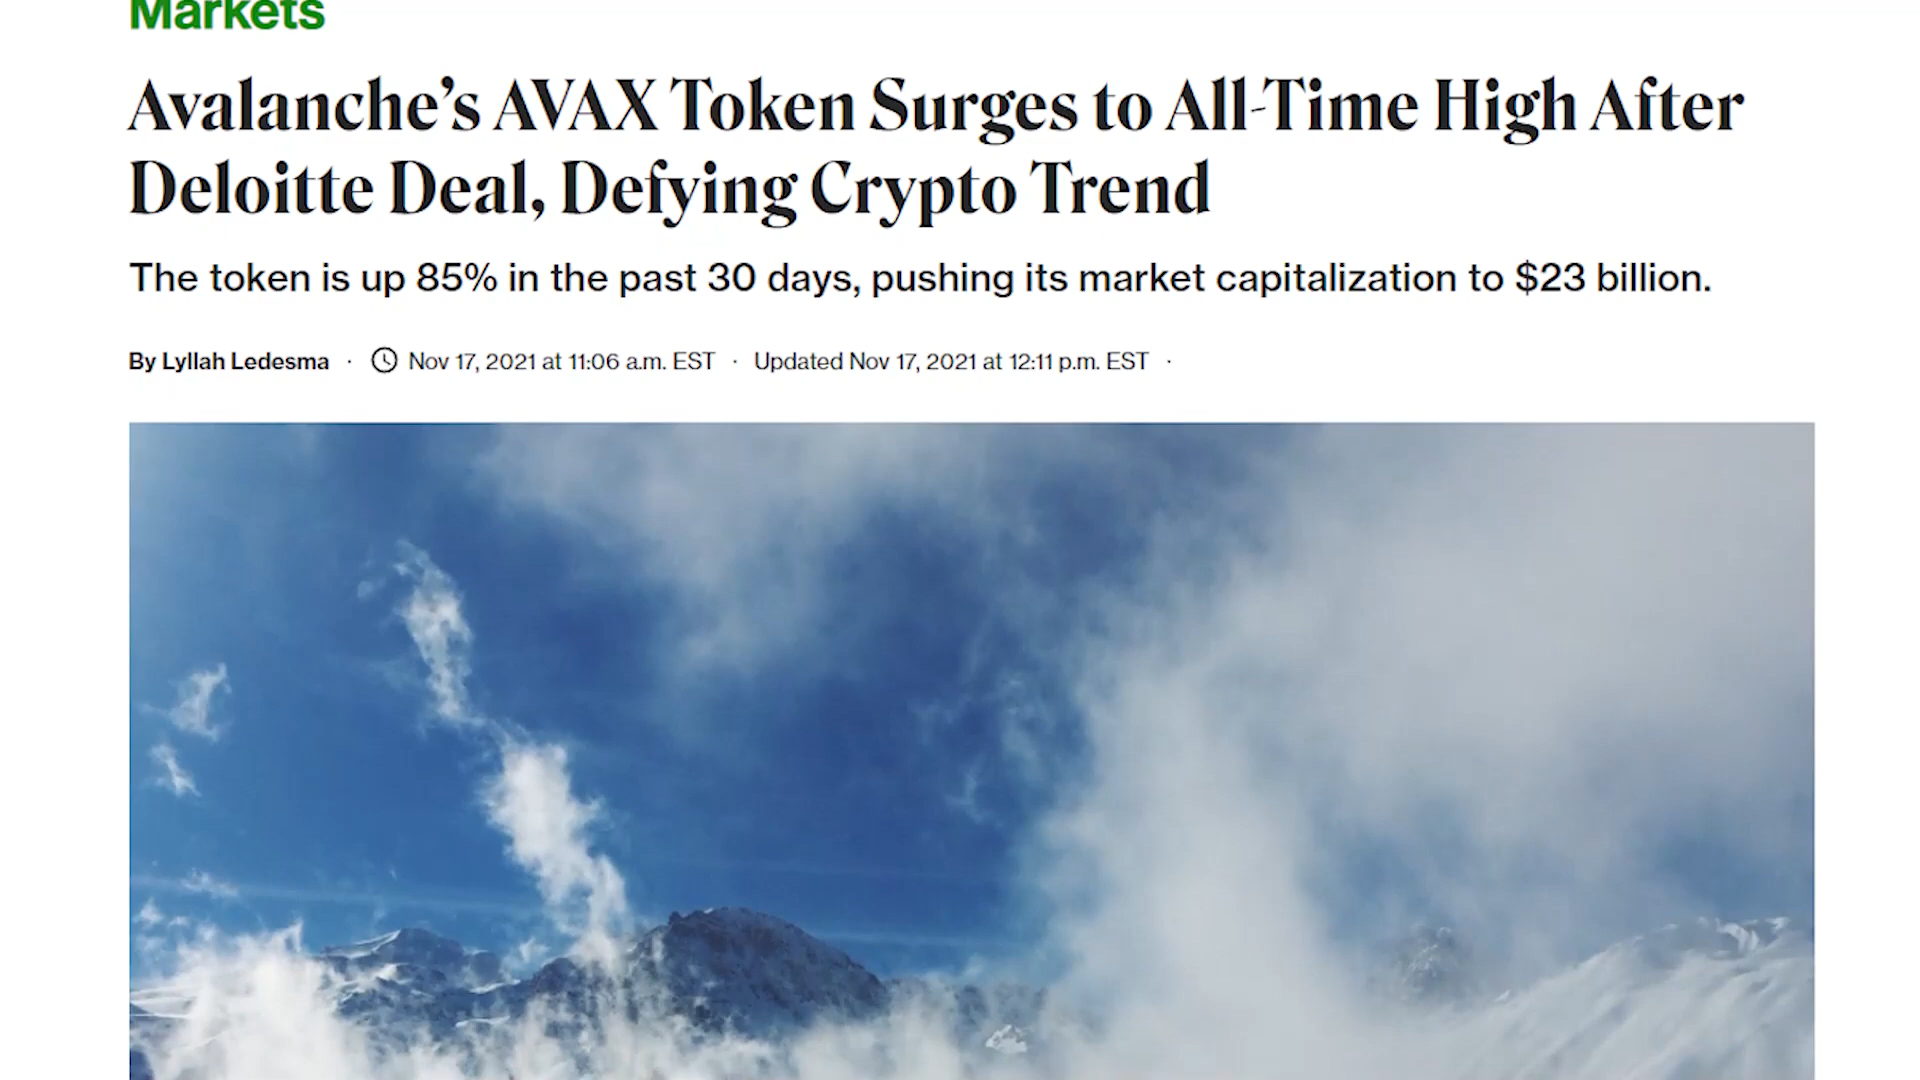 Markets
Avalanche’s AVAX Token Surges to All-Time High After
Deloitte Deal, Defying Crypto Trend
The token is up 85% in the past 30 days, pushing its market capitalization to $23 billion.
By Lyllah Ledesma · Nov 17, 2021 at 11:06 a.m. EST · Updated Nov 17, 2021 at 12:11 p.m. EST ·